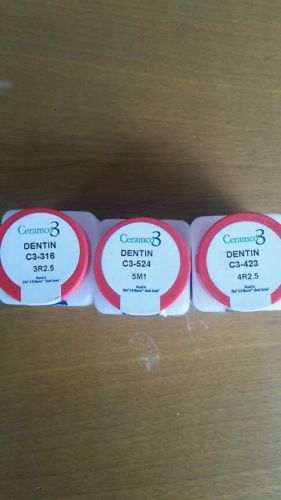 Ceramco3
DENTIN
C3-316
3R2.5
Ceramco3
DENTIN
C3-524
5M1
Ceramco3
DENTIN
C3-423
4R2.5